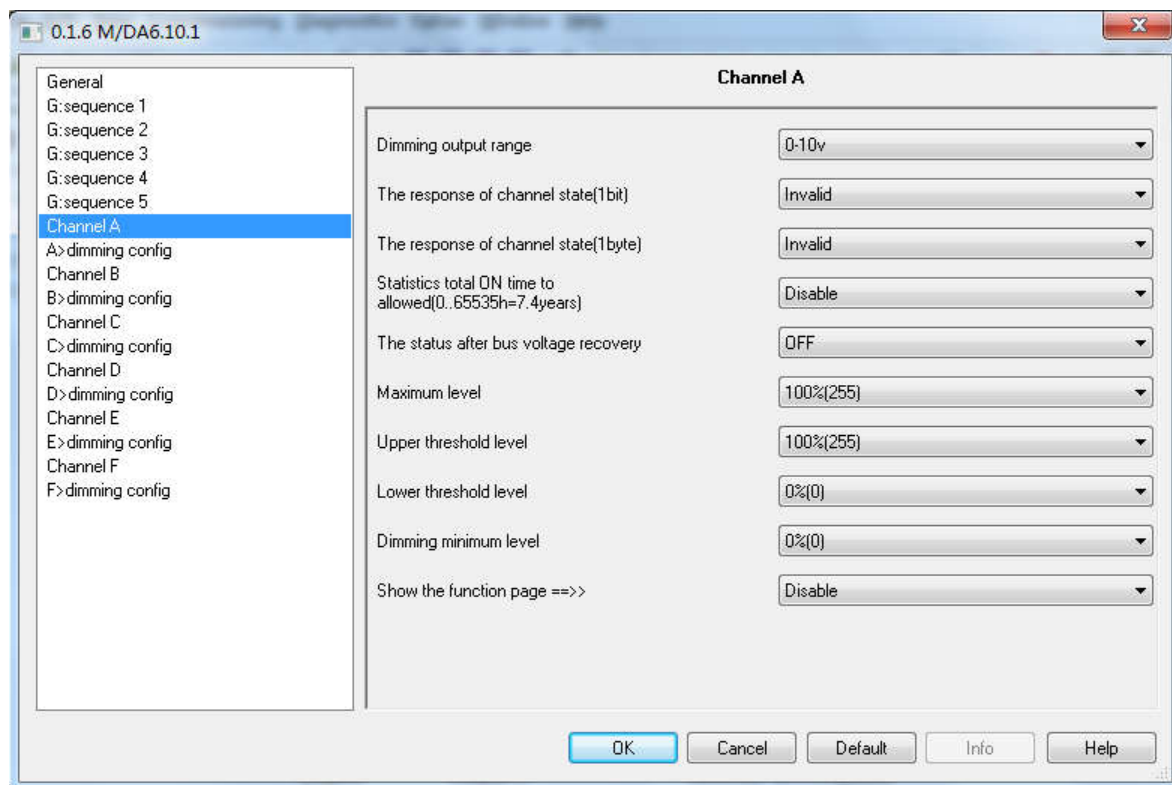 0.1.6 M/DA6.10.1
General
G:sequence 1
G:sequence 2
G:sequence 3
G:sequence 4
G:sequence 5
Channel A
A>dimming config
Channel B
B>dimming config
Channel C
C>dimming config
Channel D
D>dimming config
Channel E
E>dimming config
Channel F
F>dimming config
Channel A
Dimming output range
0-10v
The response of channel state(1bit)
Invalid
The response of channel state(1byte)
Invalid
Statistics total ON time to
allowed(0..65535h=7.4years)
Disable
The status after bus voltage recovery
OFF
Maximum level
100%(255)
Upper threshold level
100%(255)
Lower threshold level
0%(0)
Dimming minimum level
0%(0)
Show the function page ==>>
Disable
OK
Cancel
Default
Info
Help